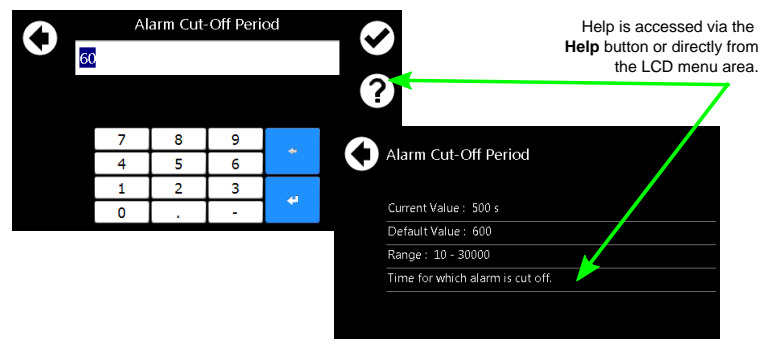 Alarm Cut-Off Period
60
?
7 8 9
4 5 6
1 2 3
0 . -
Help is accessed via the
Help button or directly from
the LCD menu area.
Alarm Cut-Off Period
Current Value : 500 s
Default Value : 600
Range : 10 - 30000
Time for which alarm is cut off.